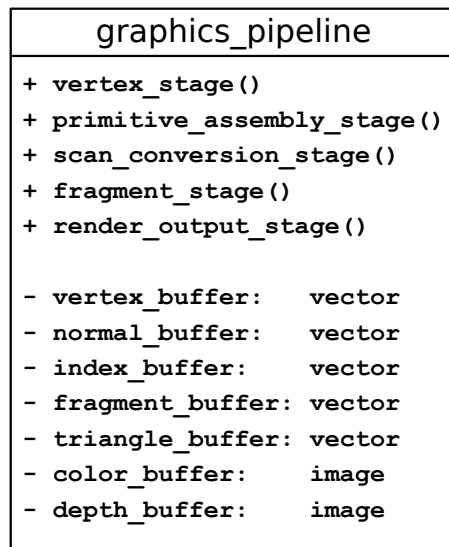 graphics_pipeline
+ vertex_stage()
+ primitive_assembly_stage()
+ scan_conversion_stage()
+ fragment_stage()
+ render_output_stage()
- vertex_buffer: vector
- normal_buffer: vector
- index_buffer: vector
- fragment_buffer: vector
- triangle_buffer: vector
- color_buffer: image
- depth_buffer: image